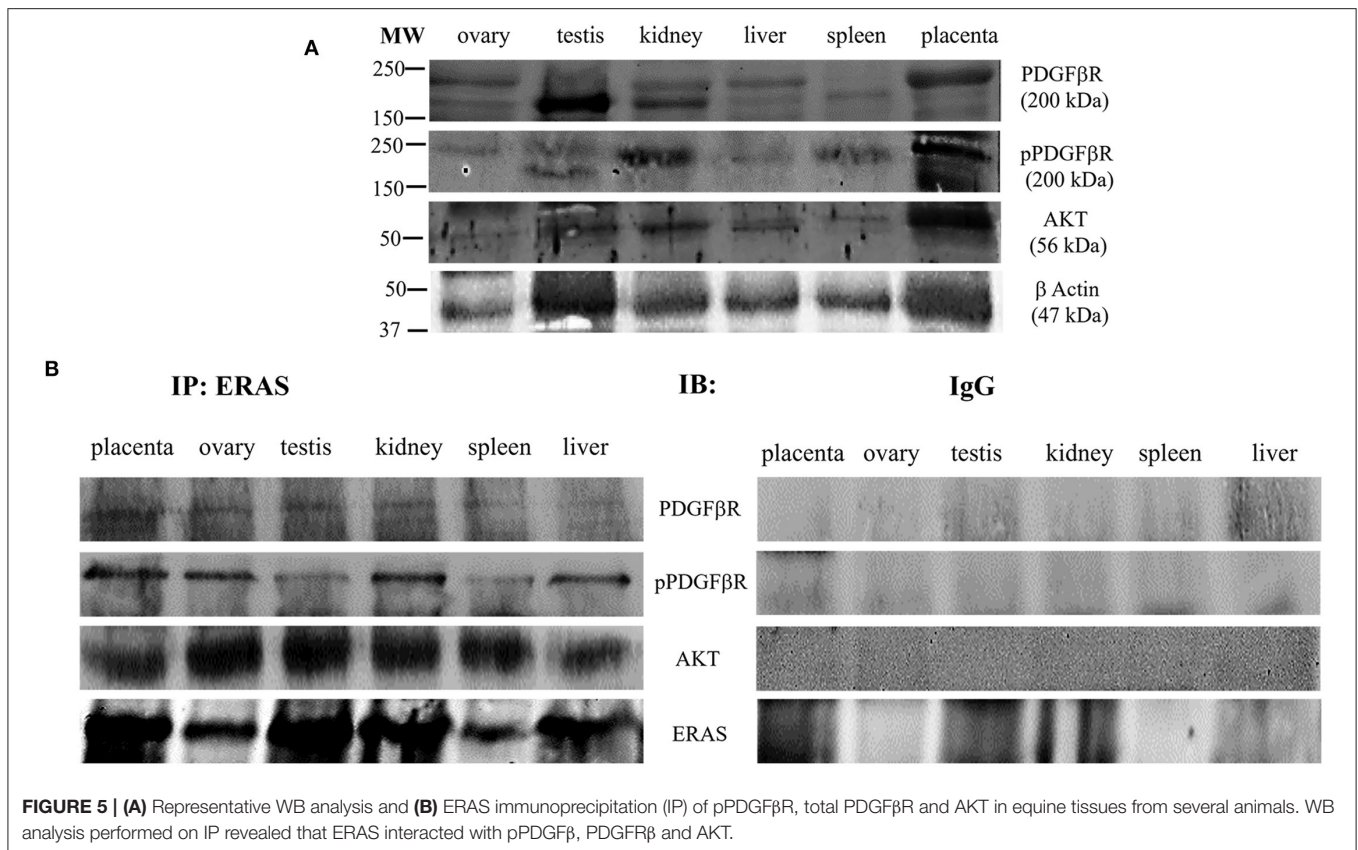 A
MW ovary testis kidney liver spleen placenta
250
150
PDGFβR
(200 kDa)
250
150
pPDGFβR
(200 kDa)
50
AKT
(56 kDa)
50
37
β Actin
(47 kDa)
B
IP: ERAS IB: IgG
placenta ovary testis kidney spleen liver
placenta ovary testis kidney spleen liver
PDGFβR
pPDGFβR
AKT
ERAS
FIGURE 5 | (A) Representative WB analysis and (B) ERAS immunoprecipitation (IP) of pPDGFβR, total PDGFβR and AKT in equine tissues from several animals. WB
analysis performed on IP revealed that ERAS interacted with pPDGFβ, PDGFRβ and AKT.